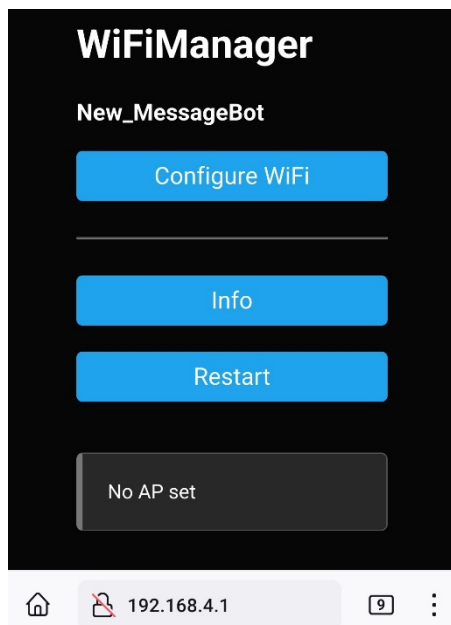 WiFiManager
New_MessageBot
Configure WiFi
Info
Restart
No AP set
192.168.4.1
9